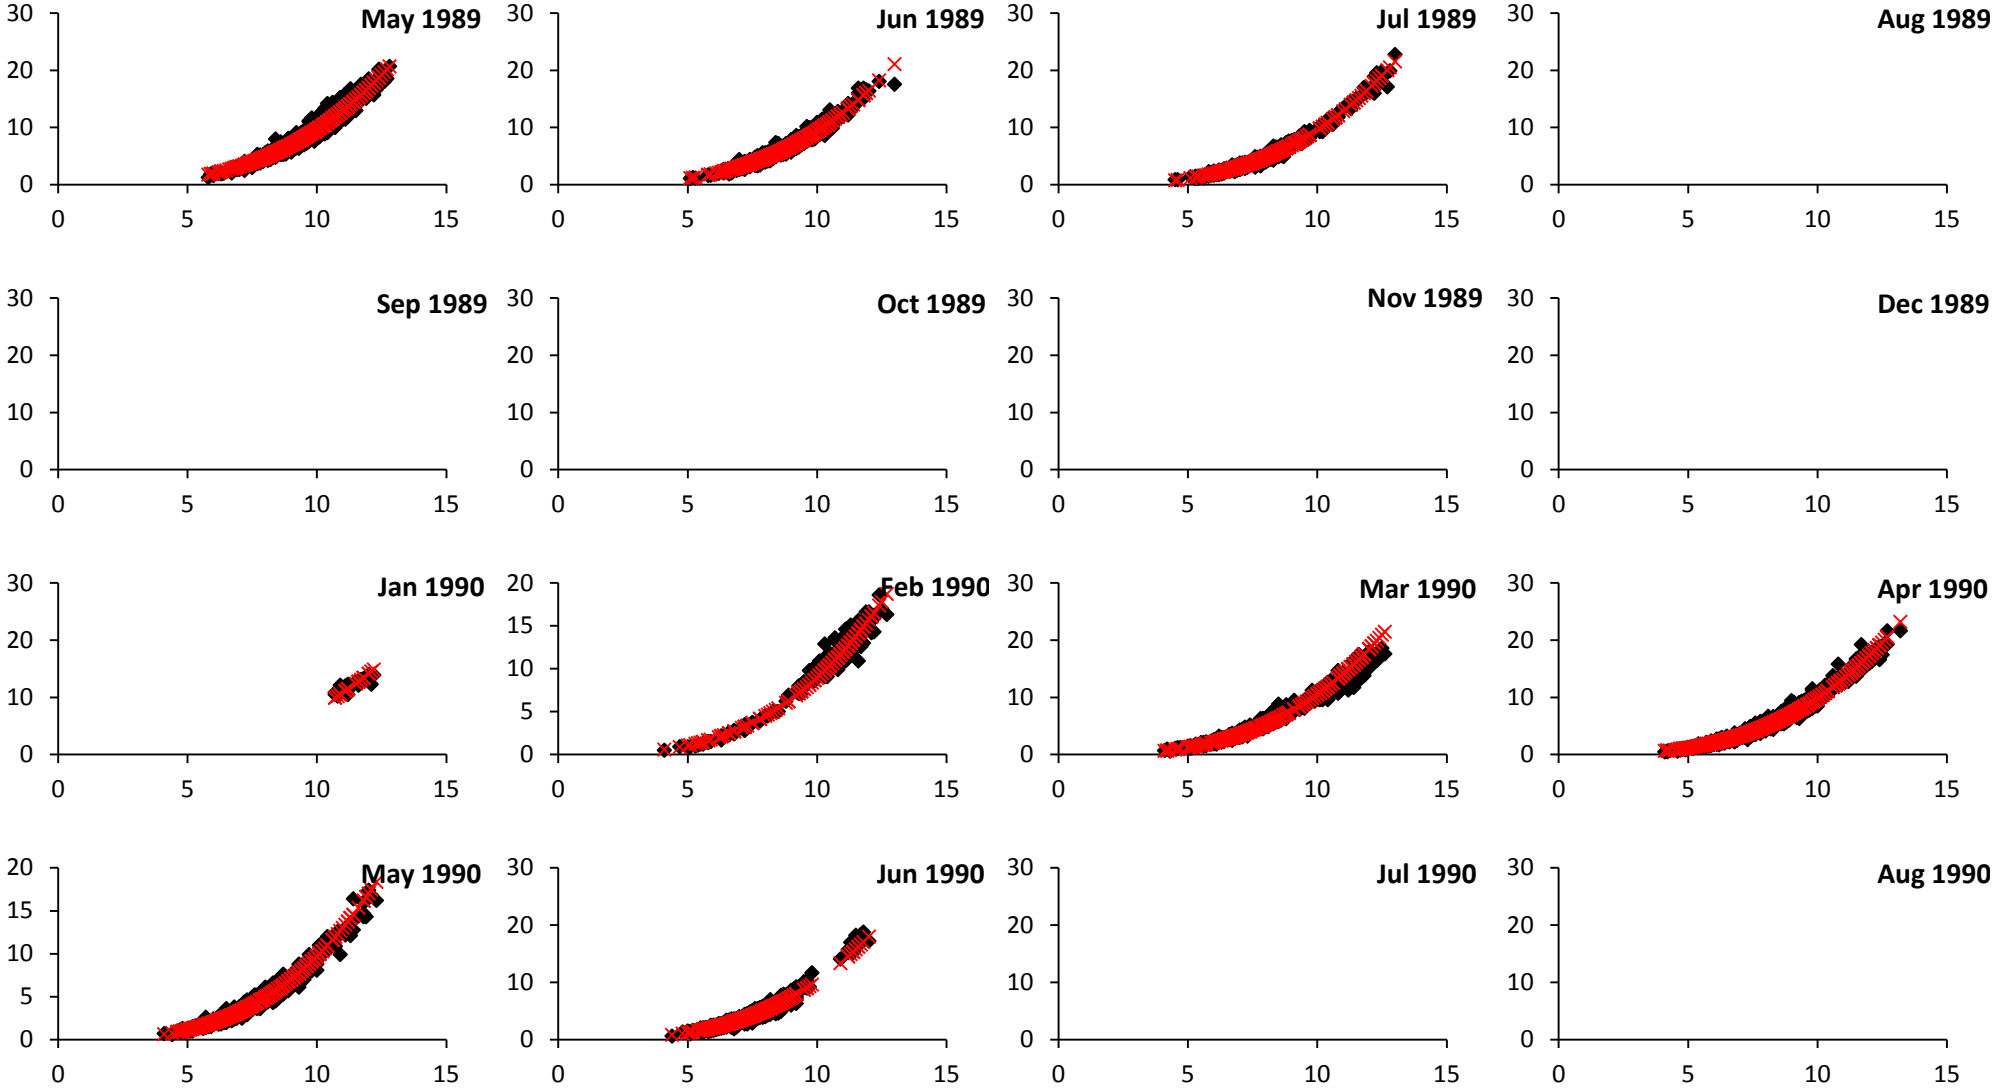 30 May 1989 30 Jun 1989 30 Jul 1989 30 Aug 1989
20 20 20 20
10 10 10 10
0 0 0 0
0 5 10 15 0 5 10 15 0 5 10 15 0 5 10 15
30 Sep 1989 30 Oct 1989 30 Nov 1989 30 Dec 1989
20 20 20 20
10 10 10 10
0 0 0 0
0 5 10 15 0 5 10 15 0 5 10 15 0 5 10 15
30 Jan 1990 20 Feb 1990 30 Mar 1990 30 Apr 1990
20 15 20 20
10 10 10 10
5
0 0 0 0
0 5 10 15 0 5 10 15 0 5 10 15 0 5 10 15
20 May 1990 30 Jun 1990 30 Jul 1990 30 Aug 1990
15 20 20 20
10 10 10 10
5
0 0 0 0
0 5 10 15 0 5 10 15 0 5 10 15 0 5 10 15